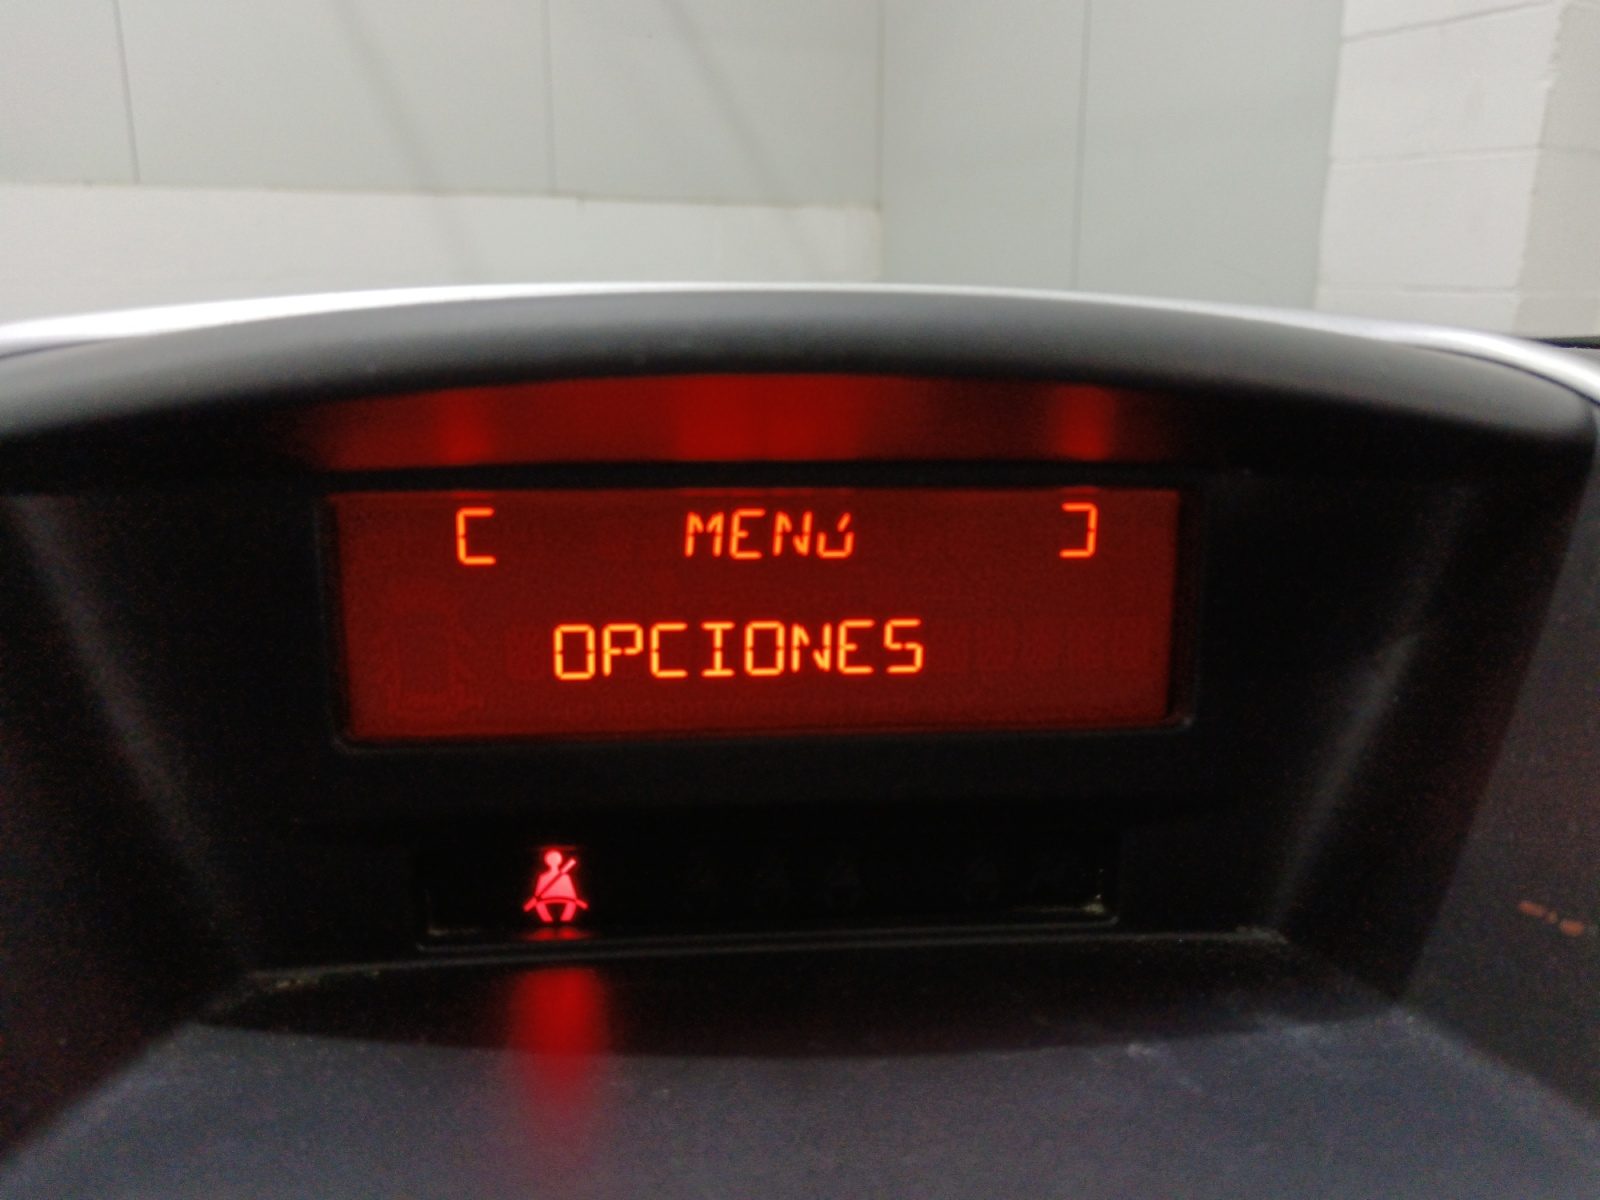 [ MENÚ ]
OPCIONES